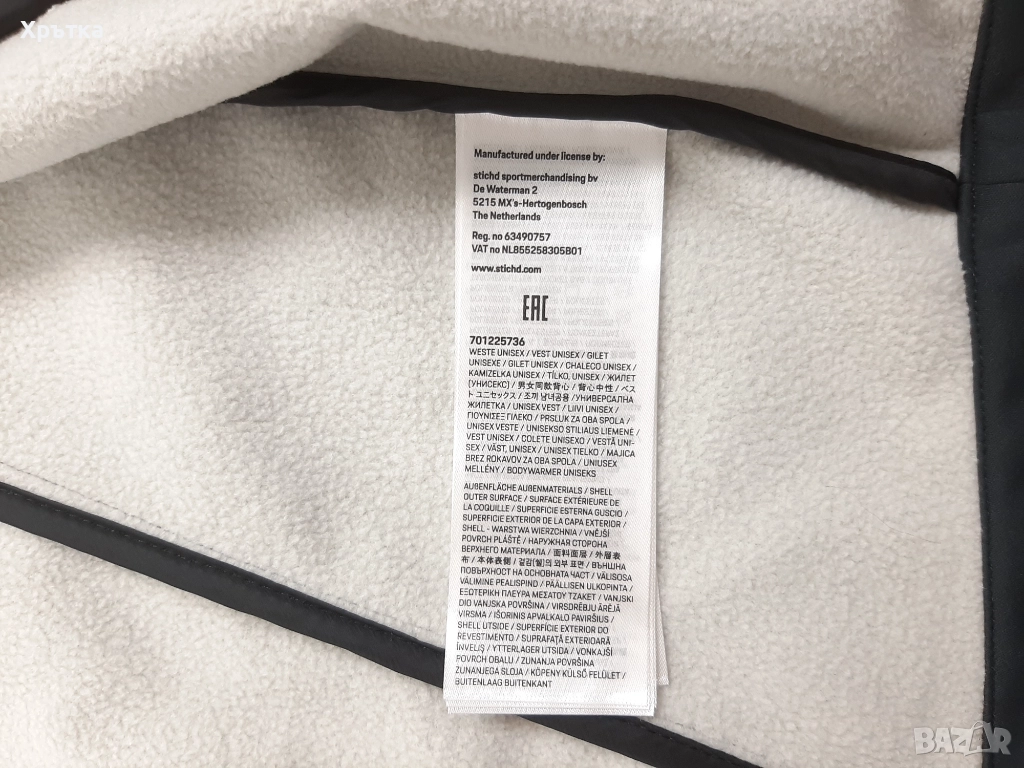 Хрътка
Manufactured under license by:
stichd sportmerchandising bv
De Waterman 2
5215 MX's-Hertogenbosch
The Netherlands
Reg. no 63490757
VAT no NL855258305B01
www.stichd.com
EAC
701225736
WESTE UNISEX / VEST UNISEX / GILET
UNISEXE / GILET UNISEX / CHALECO UNISEX /
KAMIZELKA UNISEX / TÍLKO, UNISEX / ЖИЛЕТ
(УНИСЕКС) / 男女同款背心 / 背心中性 / ベス
ト ユニセックス / 조끼 남녀공용 /УНИВЕРСАЛНА
ЖИЛЕТКА / UNISEX VEST / LIIVI UNISEX /
ΓΙΟΥΝΙΣΕΞ ΓΙΛΕΚΟ / PRSLUK ZA OBA SPOLA /
UNISEX VESTE / UNISEKSO STILIAUS LIEMENĖ /
VEST UNISEX / COLETE UNISEXO / VESTĂ UNI-
SEX / VÄST, UNISEX / UNISEX TIELKO / MAJICA
BREZ ROKAVOV ZA OBA SPOLA / UNIUSEX
MELLÉNY / BODYWARMER UNISEKS
AUßENFLÄCHE AUßENMATERIALS / SHELL
OUTER SURFACE / SURFACE EXTÉRIEURE DE
LA COQUILLE / SUPERFICIE ESTERNA GUSCIO /
SUPERFICIE EXTERIOR DE LA CAPA EXTERIOR /
SHELL - WARSTWA WIERZCHNIA / VNĚJŠÍ
POVRCH PLÁŠTĚ / НАРУЖНАЯ СТОРОНА
ВЕРХНЕГО МАТЕРИАЛА / 面料面层 / 外層表
布 / 本体表側 / 겉감(쉘)의 외부 표면 / ВЪНШНА
ПОВЪРХНОСТ НА ОСНОВНАТА ЧАСТ / VÄLISOSA
VÄLIMINE PEALISPIND / PÄÄLLISEN ULKOPINTA /
ΕΞΩΤΕΡΙΚΗ ΠΛΕΥΡΑ ΜΕΣΑΤΟΥ ΤΖΑΚΕΤ / VANJSKI
DIO VANJSKA POVRŠINA / VIRSDRĒBJU ĀRĒJĀ
VIRSMA / IŠORINIS APVALKALO PAVIRŠIUS /
SHELL UTSIDE / SUPERFÍCIE EXTERIOR DO
REVESTIMENTO / SUPRAFAȚĂ EXTERIOARĂ
ÎNVELIȘ / YTTERLAGER UTSIDA / VONKAJŠÍ
POVRCH OBALU / ZUNANJA POVRŠINA
ZUNANJEGA SLOJA / KÖPENY KÜLSŐ FELÜLET /
BUITENLAAG BUITENKANT
BAZAR